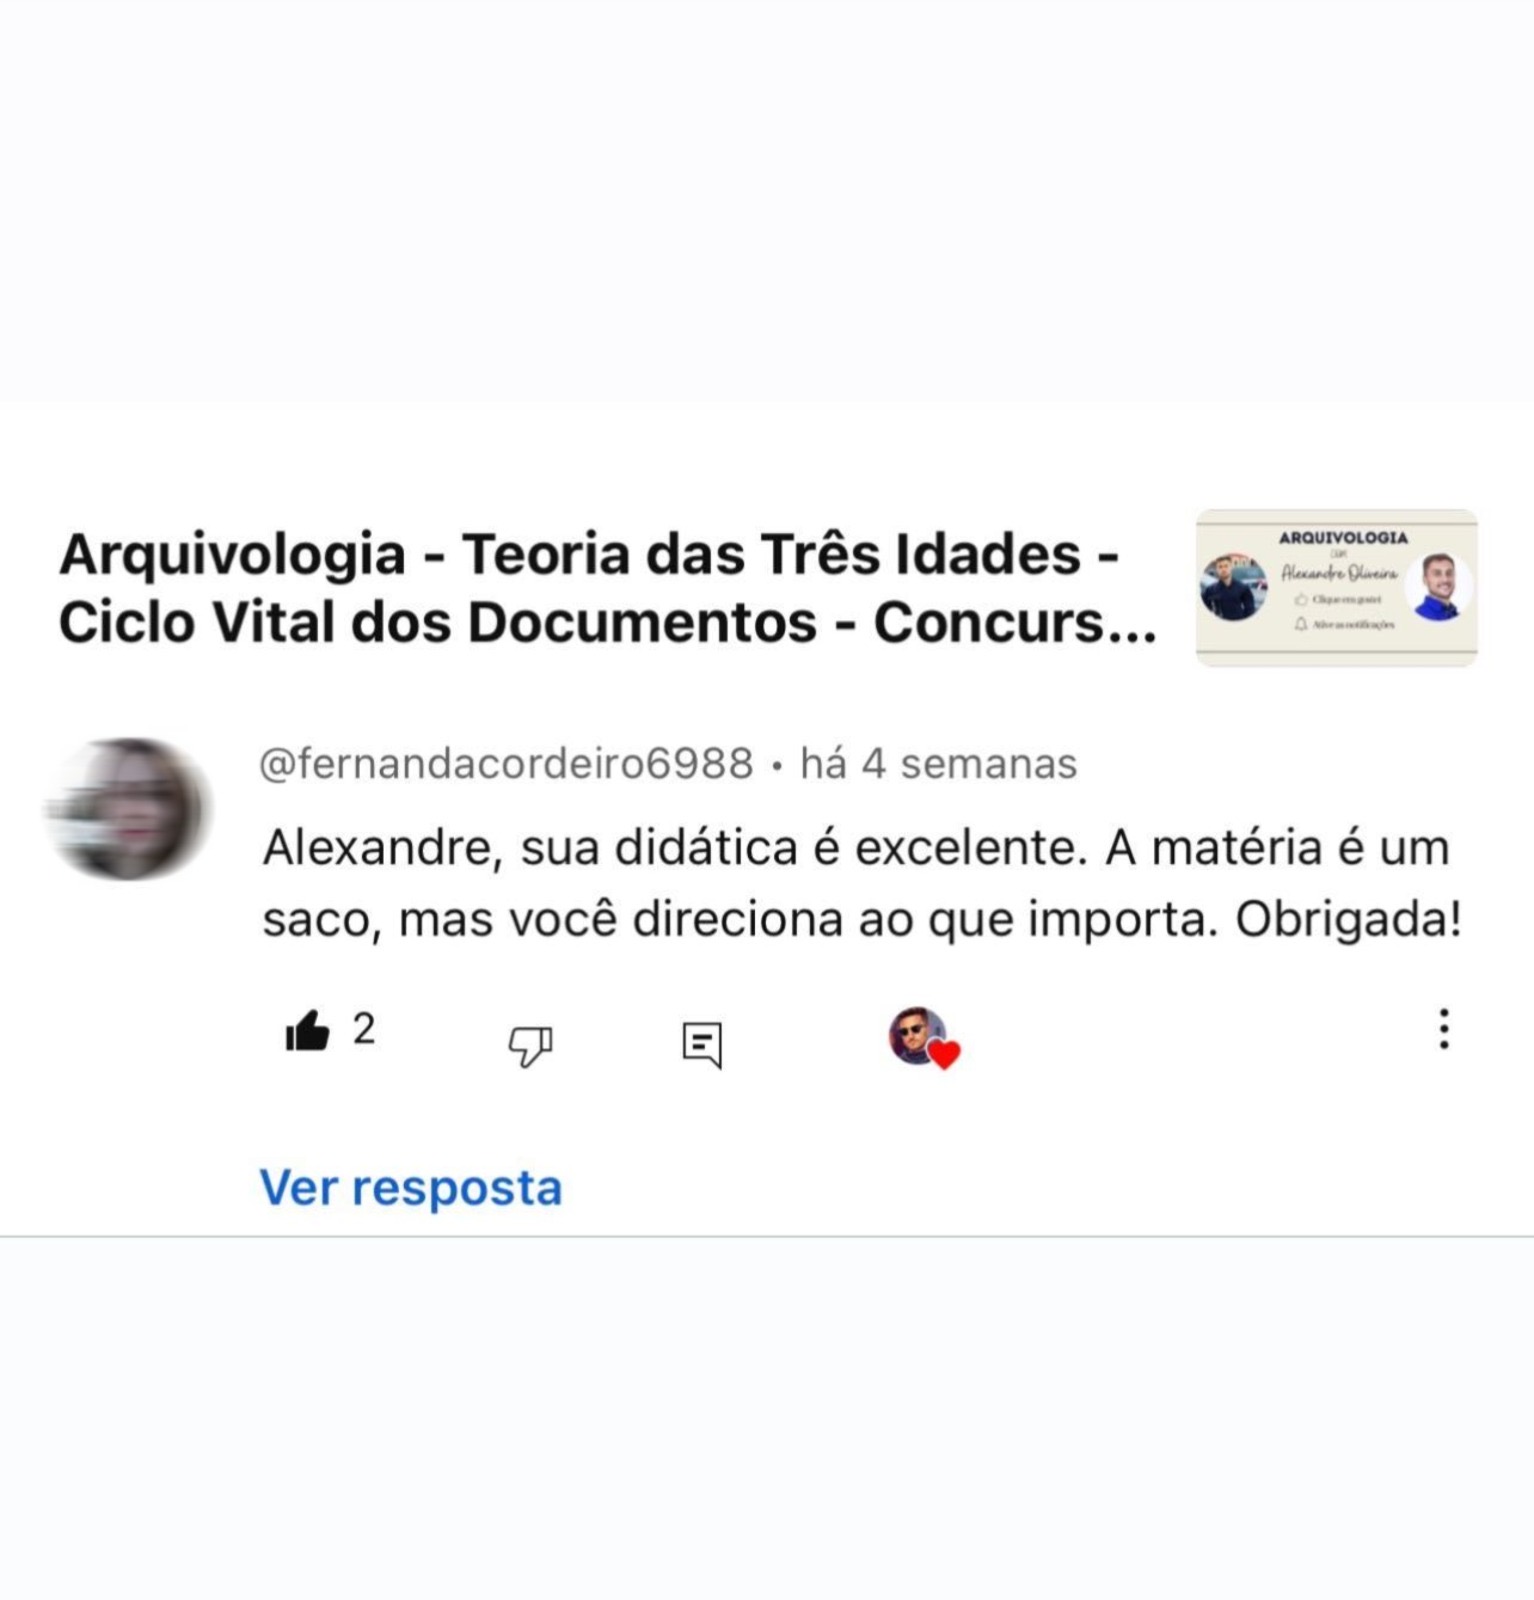 Arquivologia - Teoria das Três Idades -
Ciclo Vital dos Documentos - Concurs...
ARQUIVOLOGIA
com
Alexandre Oliveira
Clique em gostei
Ative as notificações
@fernandacordeiro6988 • há 4 semanas
Alexandre, sua didática é excelente. A matéria é um
saco, mas você direciona ao que importa. Obrigada!
2
Ver resposta